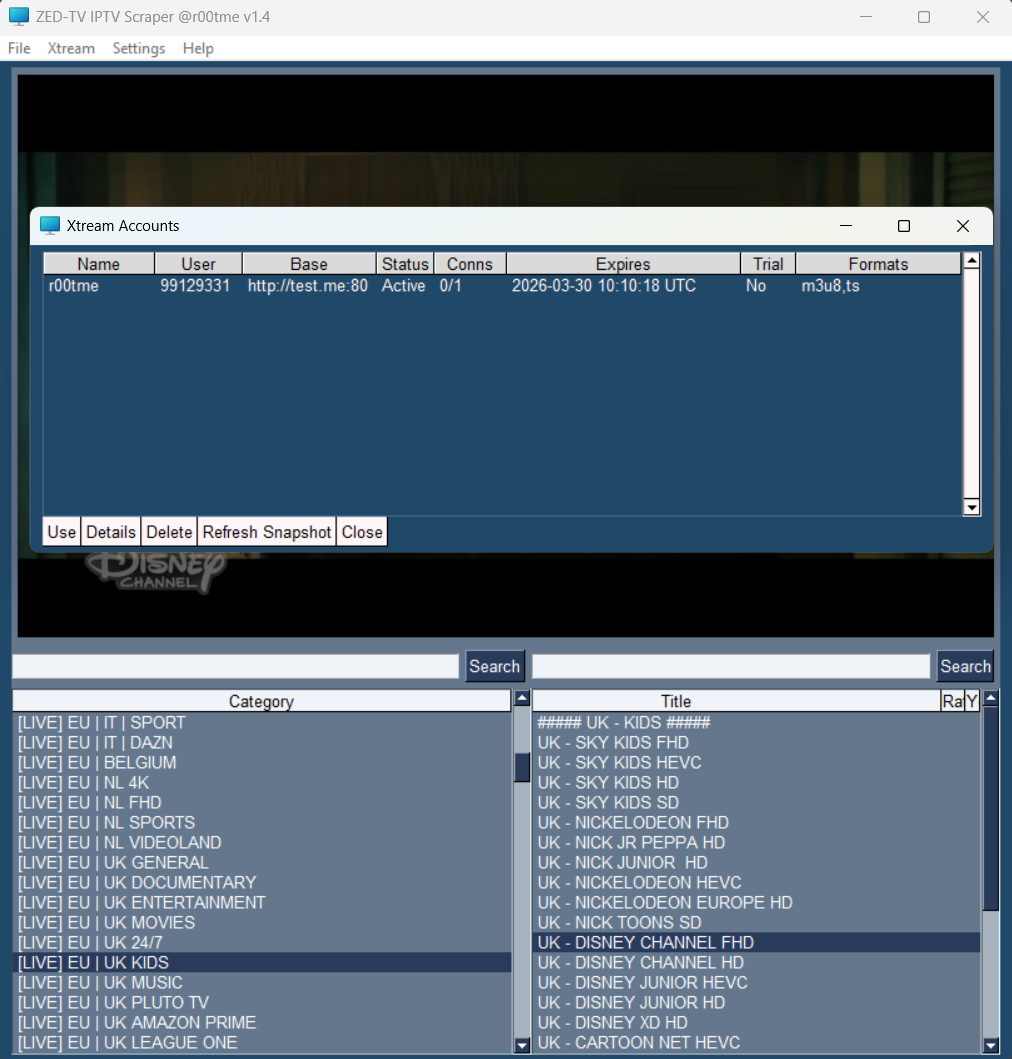 ZED-TV IPTV Scraper @r00tme v1.4
File Xtream Settings Help
Xtream Accounts
Name User Base Status Conns Expires Trial Formats
r00tme 99129331 http://test.me:80 Active 0/1 2026-03-30 10:10:18 UTC No m3u8,ts
Use Details Delete Refresh Snapshot Close
DISNEY
CHANNEL
Search Search
Category
[LIVE] EU | IT | SPORT
[LIVE] EU | IT | DAZN
[LIVE] EU | BELGIUM
[LIVE] EU | NL 4K
[LIVE] EU | NL FHD
[LIVE] EU | NL SPORTS
[LIVE] EU | NL VIDEOLAND
[LIVE] EU | UK GENERAL
[LIVE] EU | UK DOCUMENTARY
[LIVE] EU | UK ENTERTAINMENT
[LIVE] EU | UK MOVIES
[LIVE] EU | UK 24/7
[LIVE] EU | UK KIDS
[LIVE] EU | UK MUSIC
[LIVE] EU | UK PLUTO TV
[LIVE] EU | UK AMAZON PRIME
[LIVE] EU | UK LEAGUE ONE
Title Ra Y
##### UK - KIDS #####
UK - SKY KIDS FHD
UK - SKY KIDS HEVC
UK - SKY KIDS HD
UK - SKY KIDS SD
UK - NICKELODEON FHD
UK - NICK JR PEPPA HD
UK - NICK JUNIOR  HD
UK - NICKELODEON HEVC
UK - NICKELODEON EUROPE HD
UK - NICK TOONS SD
UK - DISNEY CHANNEL FHD
UK - DISNEY CHANNEL HD
UK - DISNEY JUNIOR HEVC
UK - DISNEY JUNIOR HD
UK - DISNEY XD HD
UK - CARTOON NET HEVC